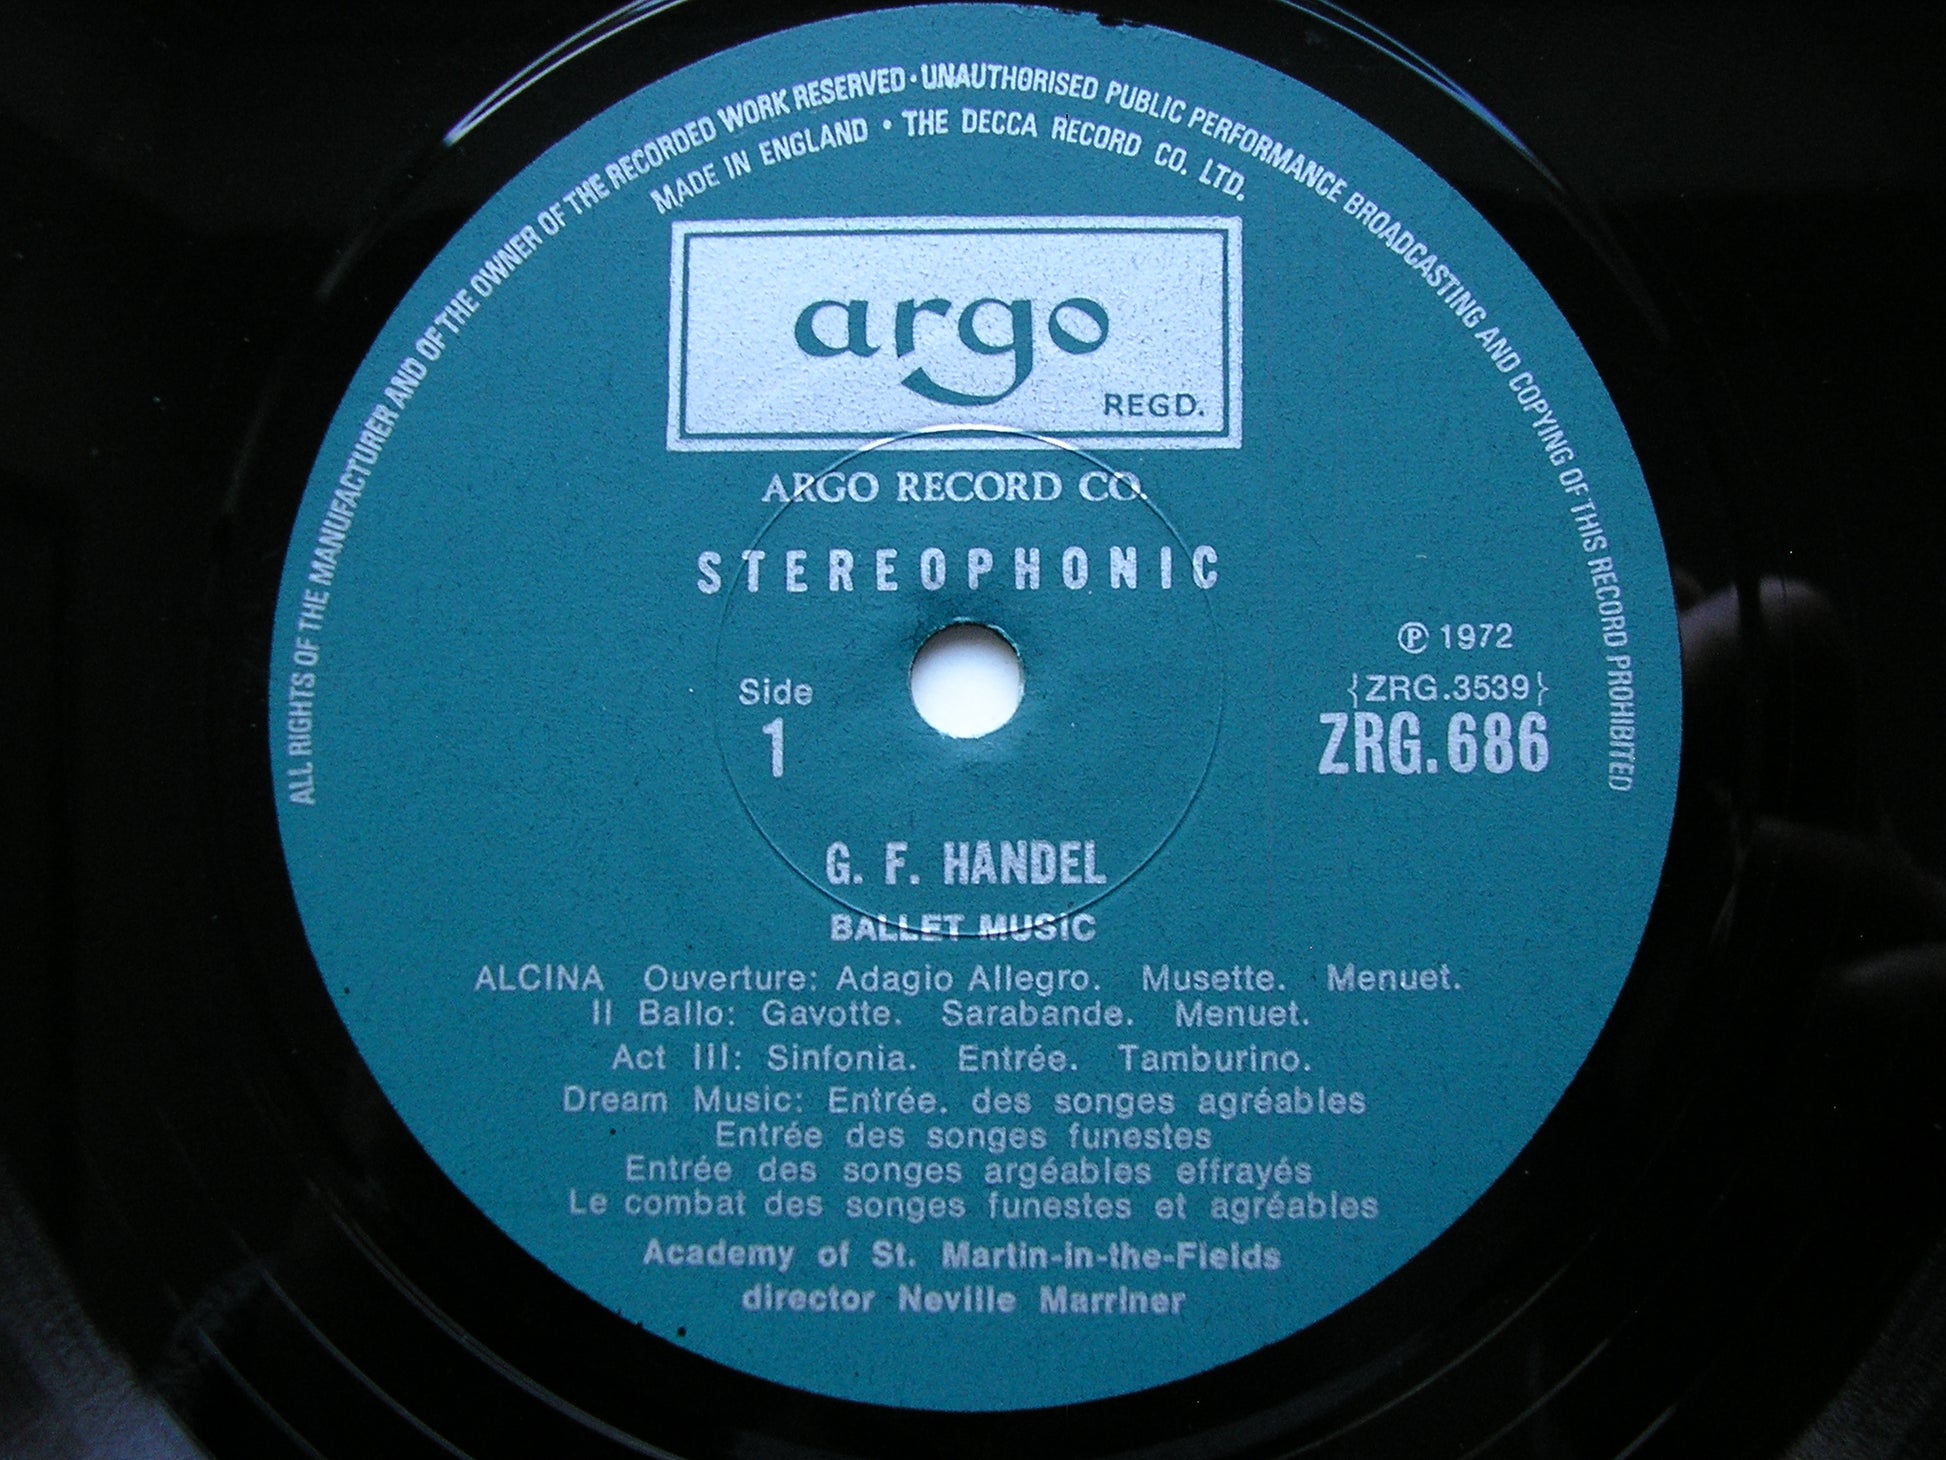 ALL RIGHTS OF THE MANUFACTURER AND OF THE OWNER OF THE RECORDED WORK RESERVED · UNAUTHORISED PUBLIC PERFORMANCE BROADCASTING AND COPYING OF THIS RECORD PROHIBITED
MADE IN ENGLAND · THE DECCA RECORD CO. LTD.
argo
REGD.
ARGO RECORD CO.
STEREOPHONIC
℗ 1972
Side
{ZRG.3539}
1
ZRG.686
G. F. HANDEL
BALLET MUSIC
ALCINA Ouverture: Adagio Allegro. Musette. Menuet.
Il Ballo: Gavotte. Sarabande. Menuet.
Act III: Sinfonia. Entrée. Tamburino.
Dream Music: Entrée. des songes agréables
Entrée des songes funestes
Entrée des songes argéables effrayés
Le combat des songes funestes et agréables
Academy of St. Martin-in-the-Fields
director Neville Marriner